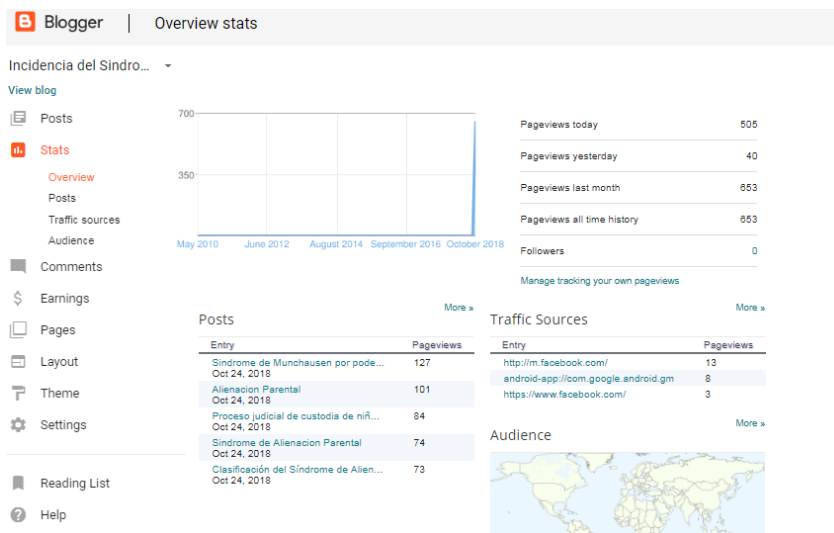 Blogger | Overview stats
Incidencia del Sindro...
View blog
Posts
Stats
Overview
Posts
Traffic sources
Audience
Comments
Earnings
Pages
Layout
Theme
Settings
Reading List
Help
700
350
May 2010 June 2012 August 2014 September 2016 October 2018
Pageviews today 505
Pageviews yesterday 40
Pageviews last month 653
Pageviews all time history 653
Followers 0
Manage tracking your own pageviews
More »
Posts
Entry Pageviews
Sindrome de Munchausen por pode... 127
Oct 24, 2018
Alienacion Parental 101
Oct 24, 2018
Proceso judicial de custodia de niñ... 84
Oct 24, 2018
Sindrome de Alienacion Parental 74
Oct 24, 2018
Clasificación del Síndrome de Alien... 73
Oct 24, 2018
More »
Traffic Sources
Entry Pageviews
http://m.facebook.com/ 13
android-app://com.google.android.gm 8
https://www.facebook.com/ 3
More »
Audience